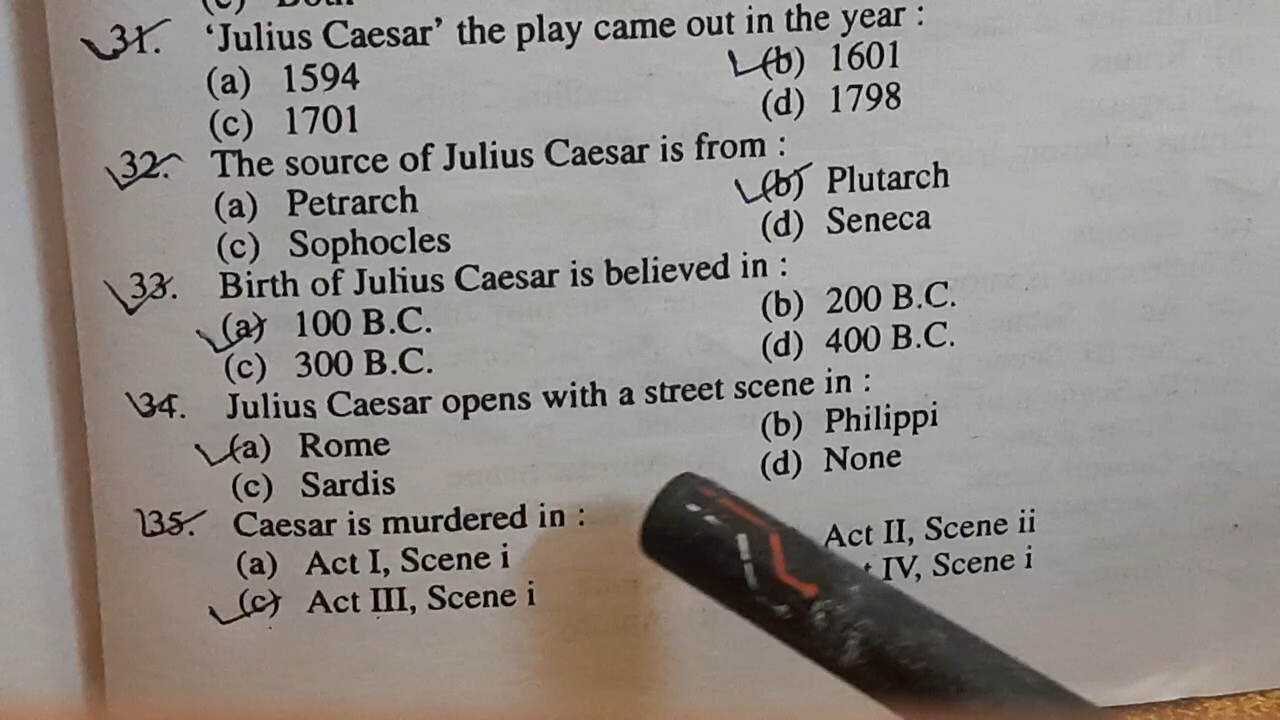 31. 'Julius Caesar' the play came out in the year :
(a) 1594 (b) 1601
(c) 1701 (d) 1798
32. The source of Julius Caesar is from :
(a) Petrarch (b) Plutarch
(c) Sophocles (d) Seneca
33. Birth of Julius Caesar is believed in :
(a) 100 B.C. (b) 200 B.C.
(c) 300 B.C. (d) 400 B.C.
34. Julius Caesar opens with a street scene in :
(a) Rome (b) Philippi
(c) Sardis (d) None
35. Caesar is murdered in :
(a) Act I, Scene i Act II, Scene ii
(c) Act III, Scene i IV, Scene i